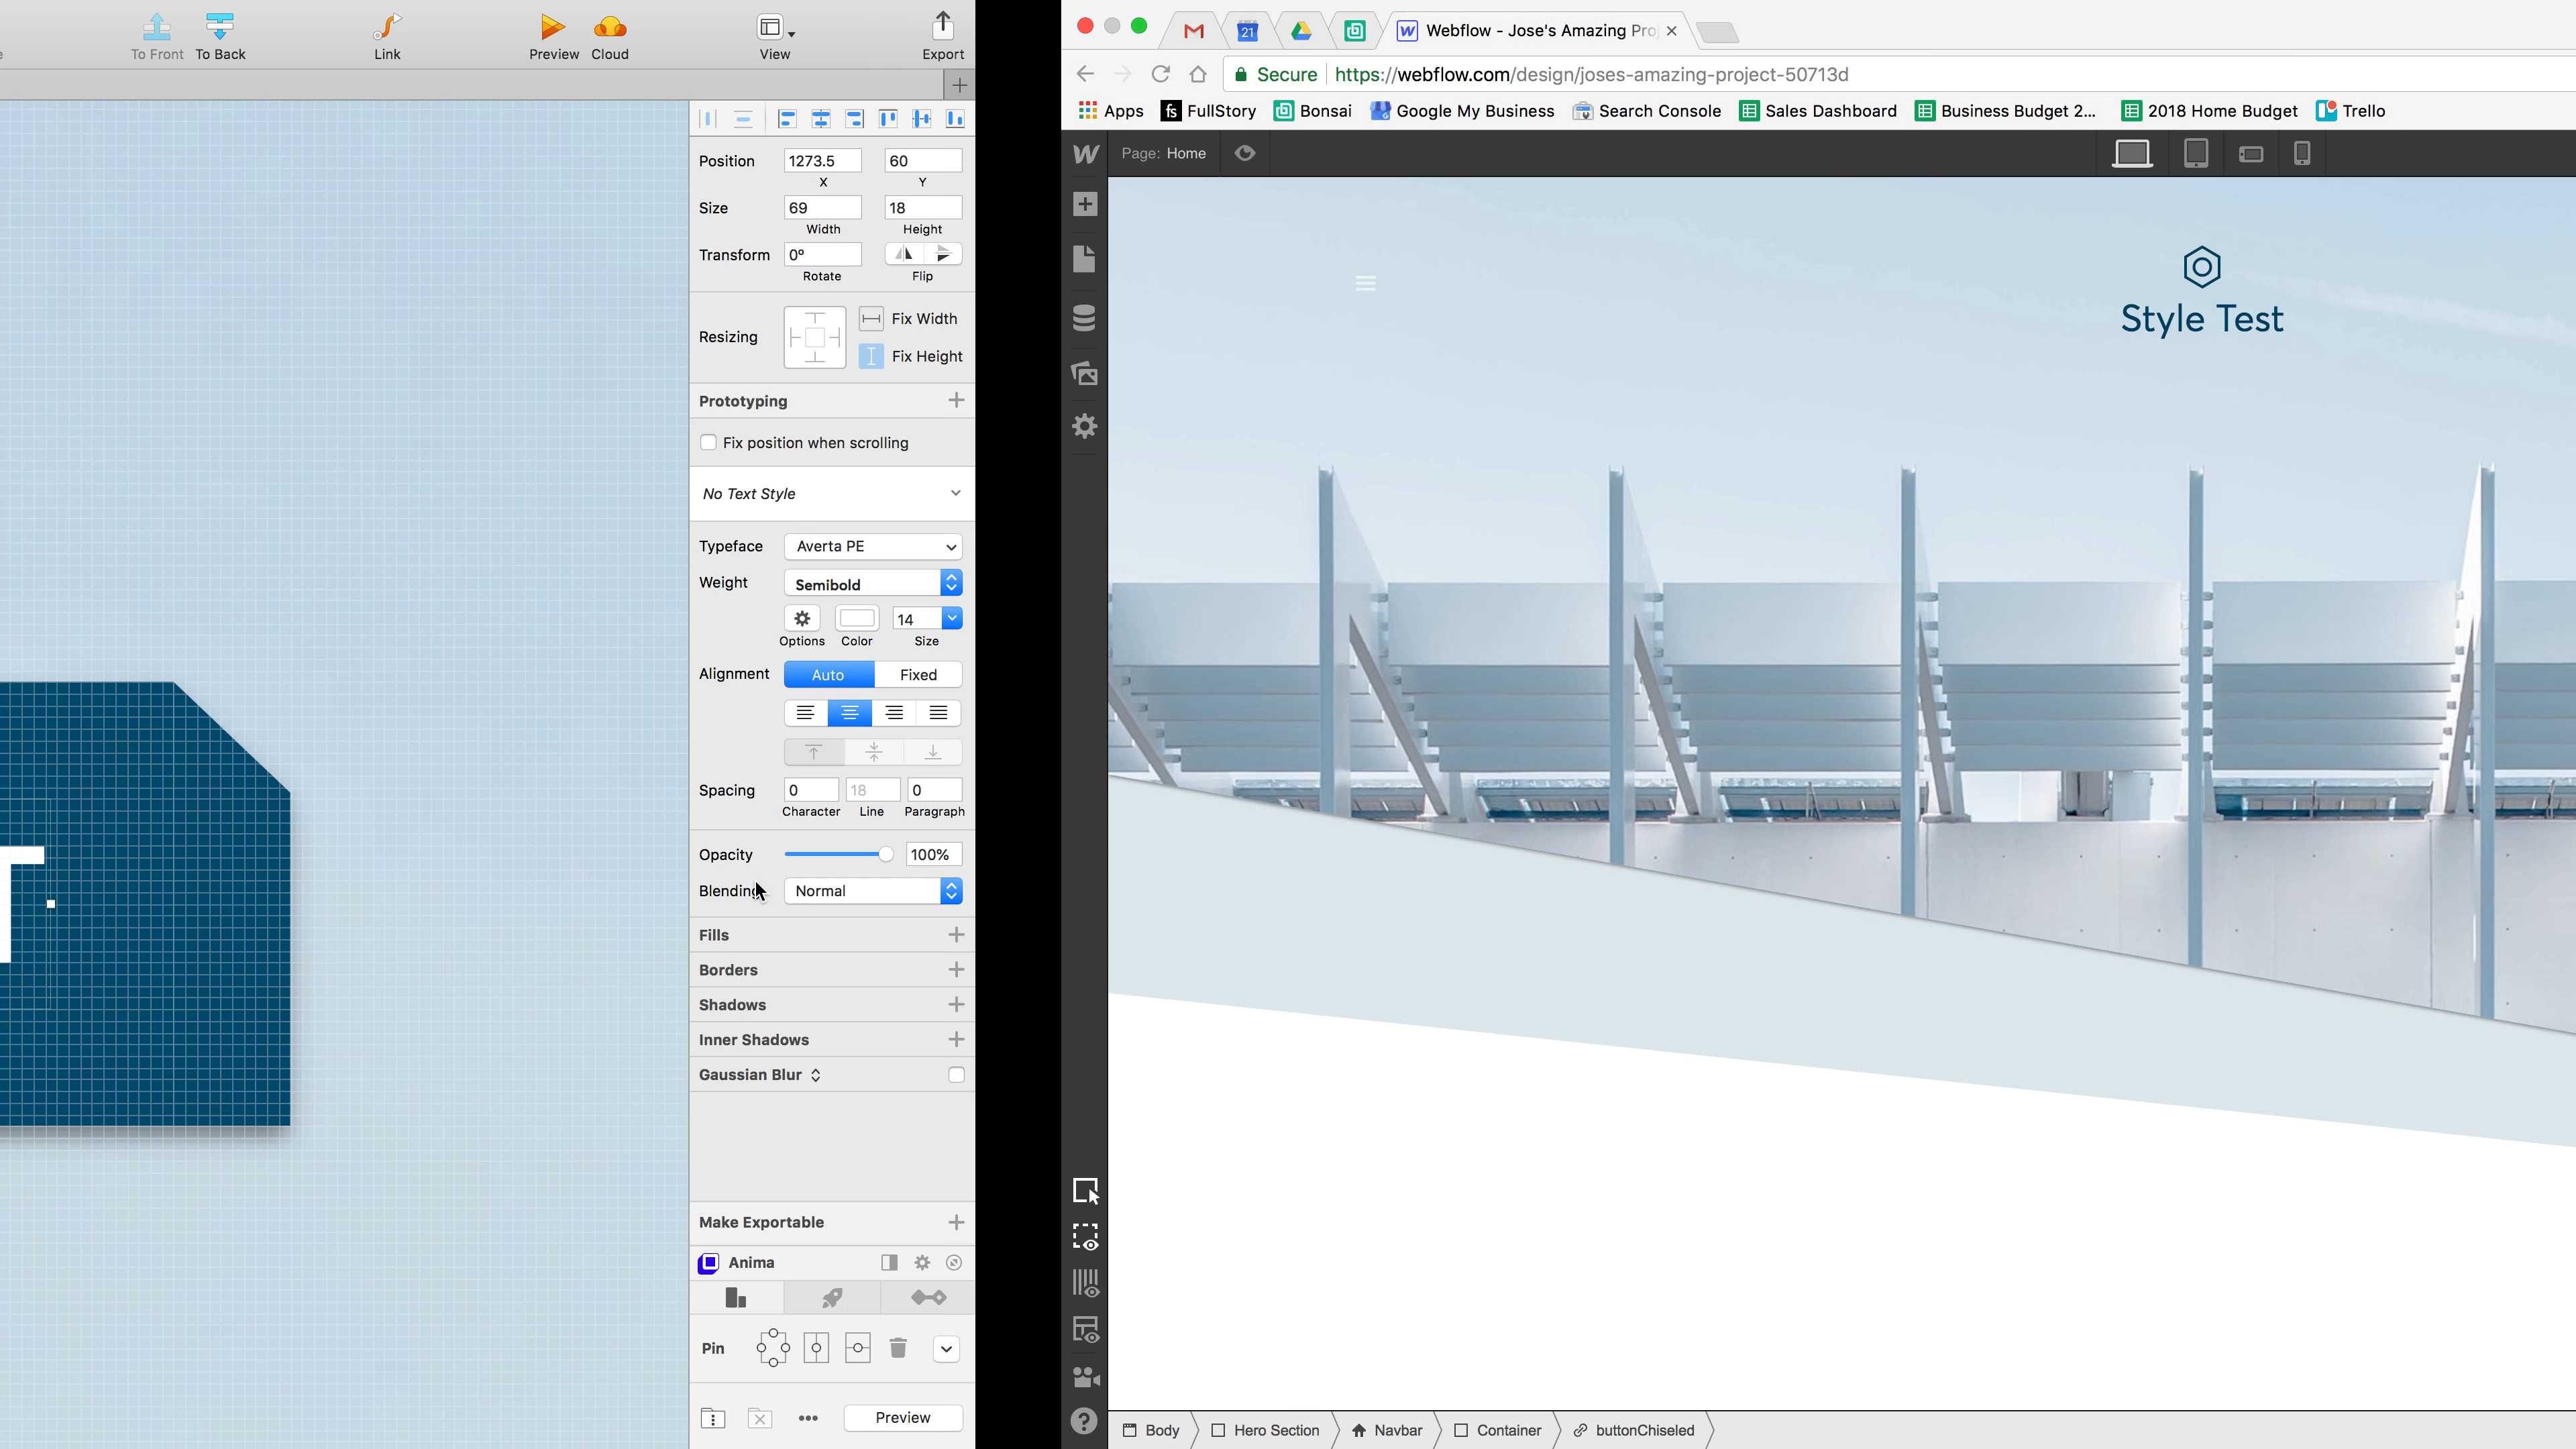 To Front
To Back
Link
Preview
Cloud
View
Export
Position
1273.5
60
X
Y
Size
69
18
Width
Height
Transform
0º
Rotate
Flip
Resizing
Fix Width
Fix Height
Prototyping
Fix position when scrolling
No Text Style
Typeface
Averta PE
Weight
Semibold
14
Options
Color
Size
Alignment
Auto
Fixed
Spacing
0
18
0
Character
Line
Paragraph
Opacity
100%
Blending
Normal
Fills
Borders
Shadows
Inner Shadows
Gaussian Blur
Make Exportable
Anima
Pin
Preview
21
Webflow - Jose's Amazing Pro
Secure
https://webflow.com/design/joses-amazing-project-50713d
Apps
fs FullStory
Bonsai
Google My Business
Search Console
Sales Dashboard
Business Budget 2...
2018 Home Budget
Trello
Page: Home
Style Test
Body
Hero Section
Navbar
Container
buttonChiseled